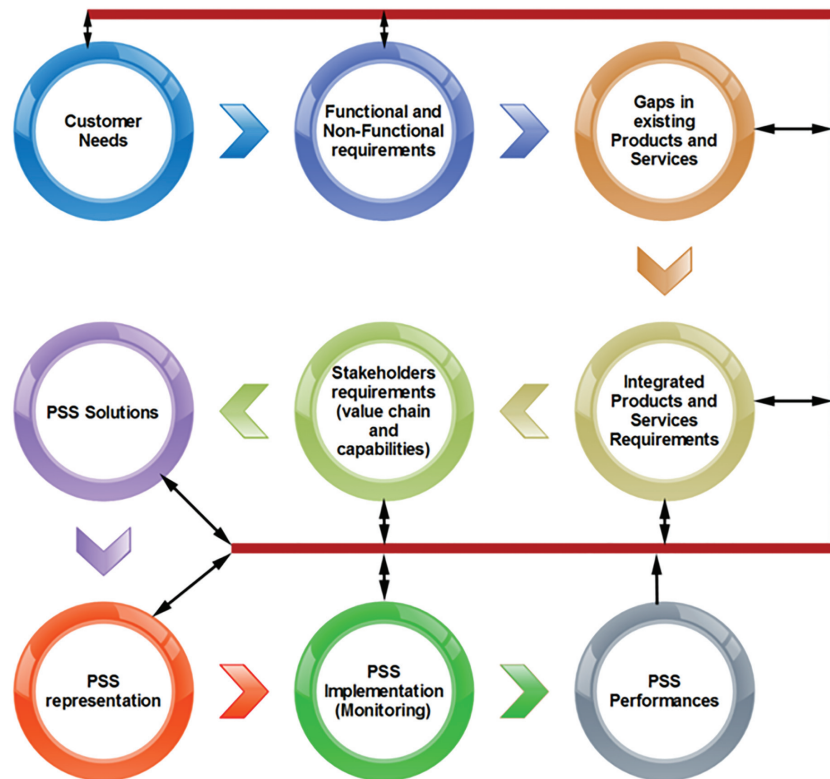 Customer
Needs
Functional and
Non-Functional
requirements
Gaps in
existing
Products and
Services
PSS Solutions
Stakeholders
requirements
(value chain
and
capabilities)
Integrated
Products and
Services
Requirements
PSS
representation
PSS
Implementation
(Monitoring)
PSS
Performances